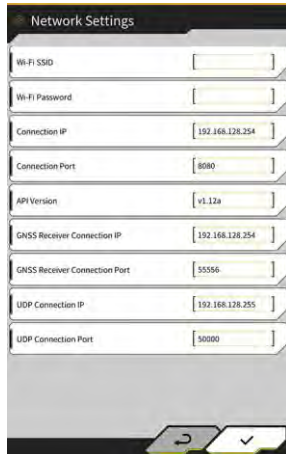 Network Settings
Wi-Fi SSID [ ]
Wi-Fi Password [ ]
Connection IP [ 192.168.128.254 ]
Connection Port [ 8080 ]
API Version [ v1.12a ]
GNSS Receiver Connection IP [ 192.168.128.254 ]
GNSS Receiver Connection Port [ 55556 ]
UDP Connection IP [ 192.168.128.255 ]
UDP Connection Port [ 50000 ]